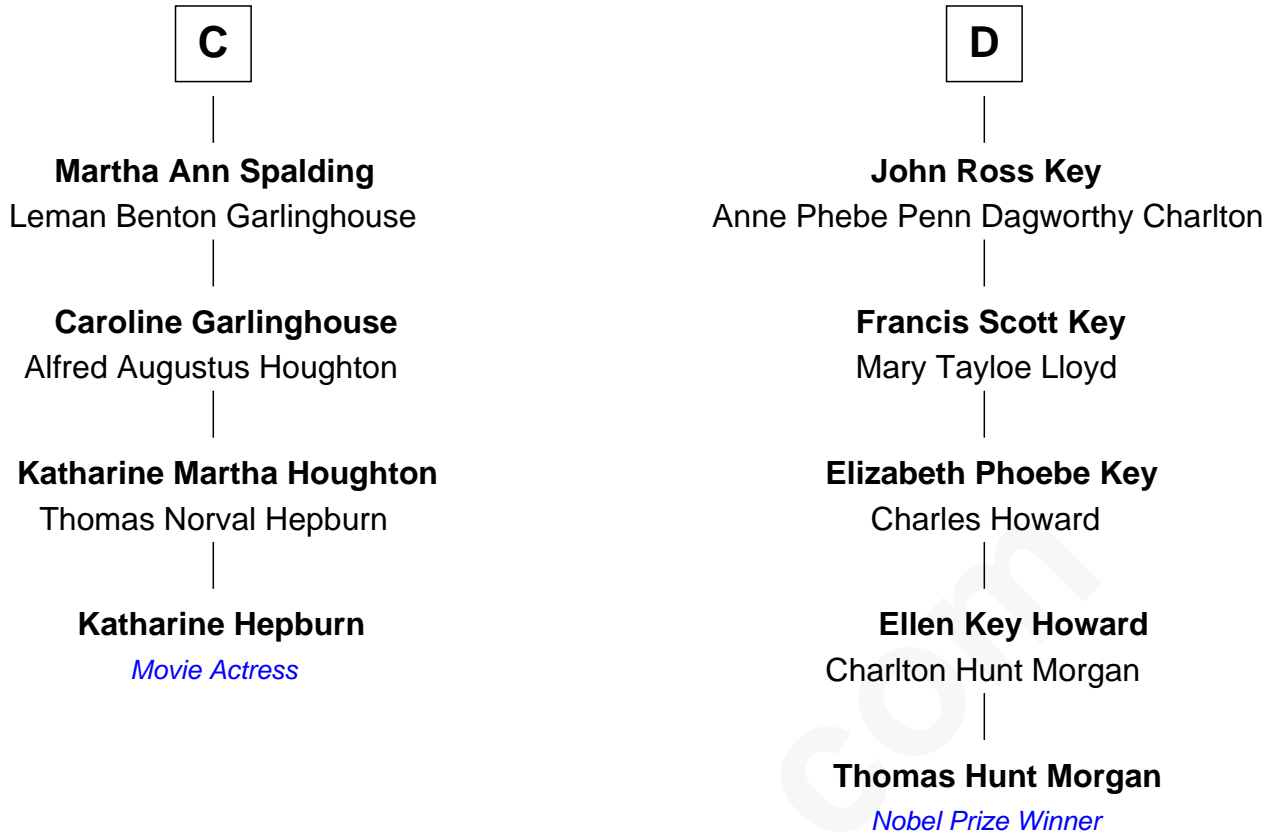 C
Martha Ann Spalding
Leman Benton Garlinghouse
Caroline Garlinghouse
Alfred Augustus Houghton
Katharine Martha Houghton
Thomas Norval Hepburn
Katharine Hepburn
Movie Actress
D
John Ross Key
Anne Phebe Penn Dagworthy Charlton
Francis Scott Key
Mary Tayloe Lloyd
Elizabeth Phoebe Key
Charles Howard
Ellen Key Howard
Charlton Hunt Morgan
Thomas Hunt Morgan
Nobel Prize Winner
com